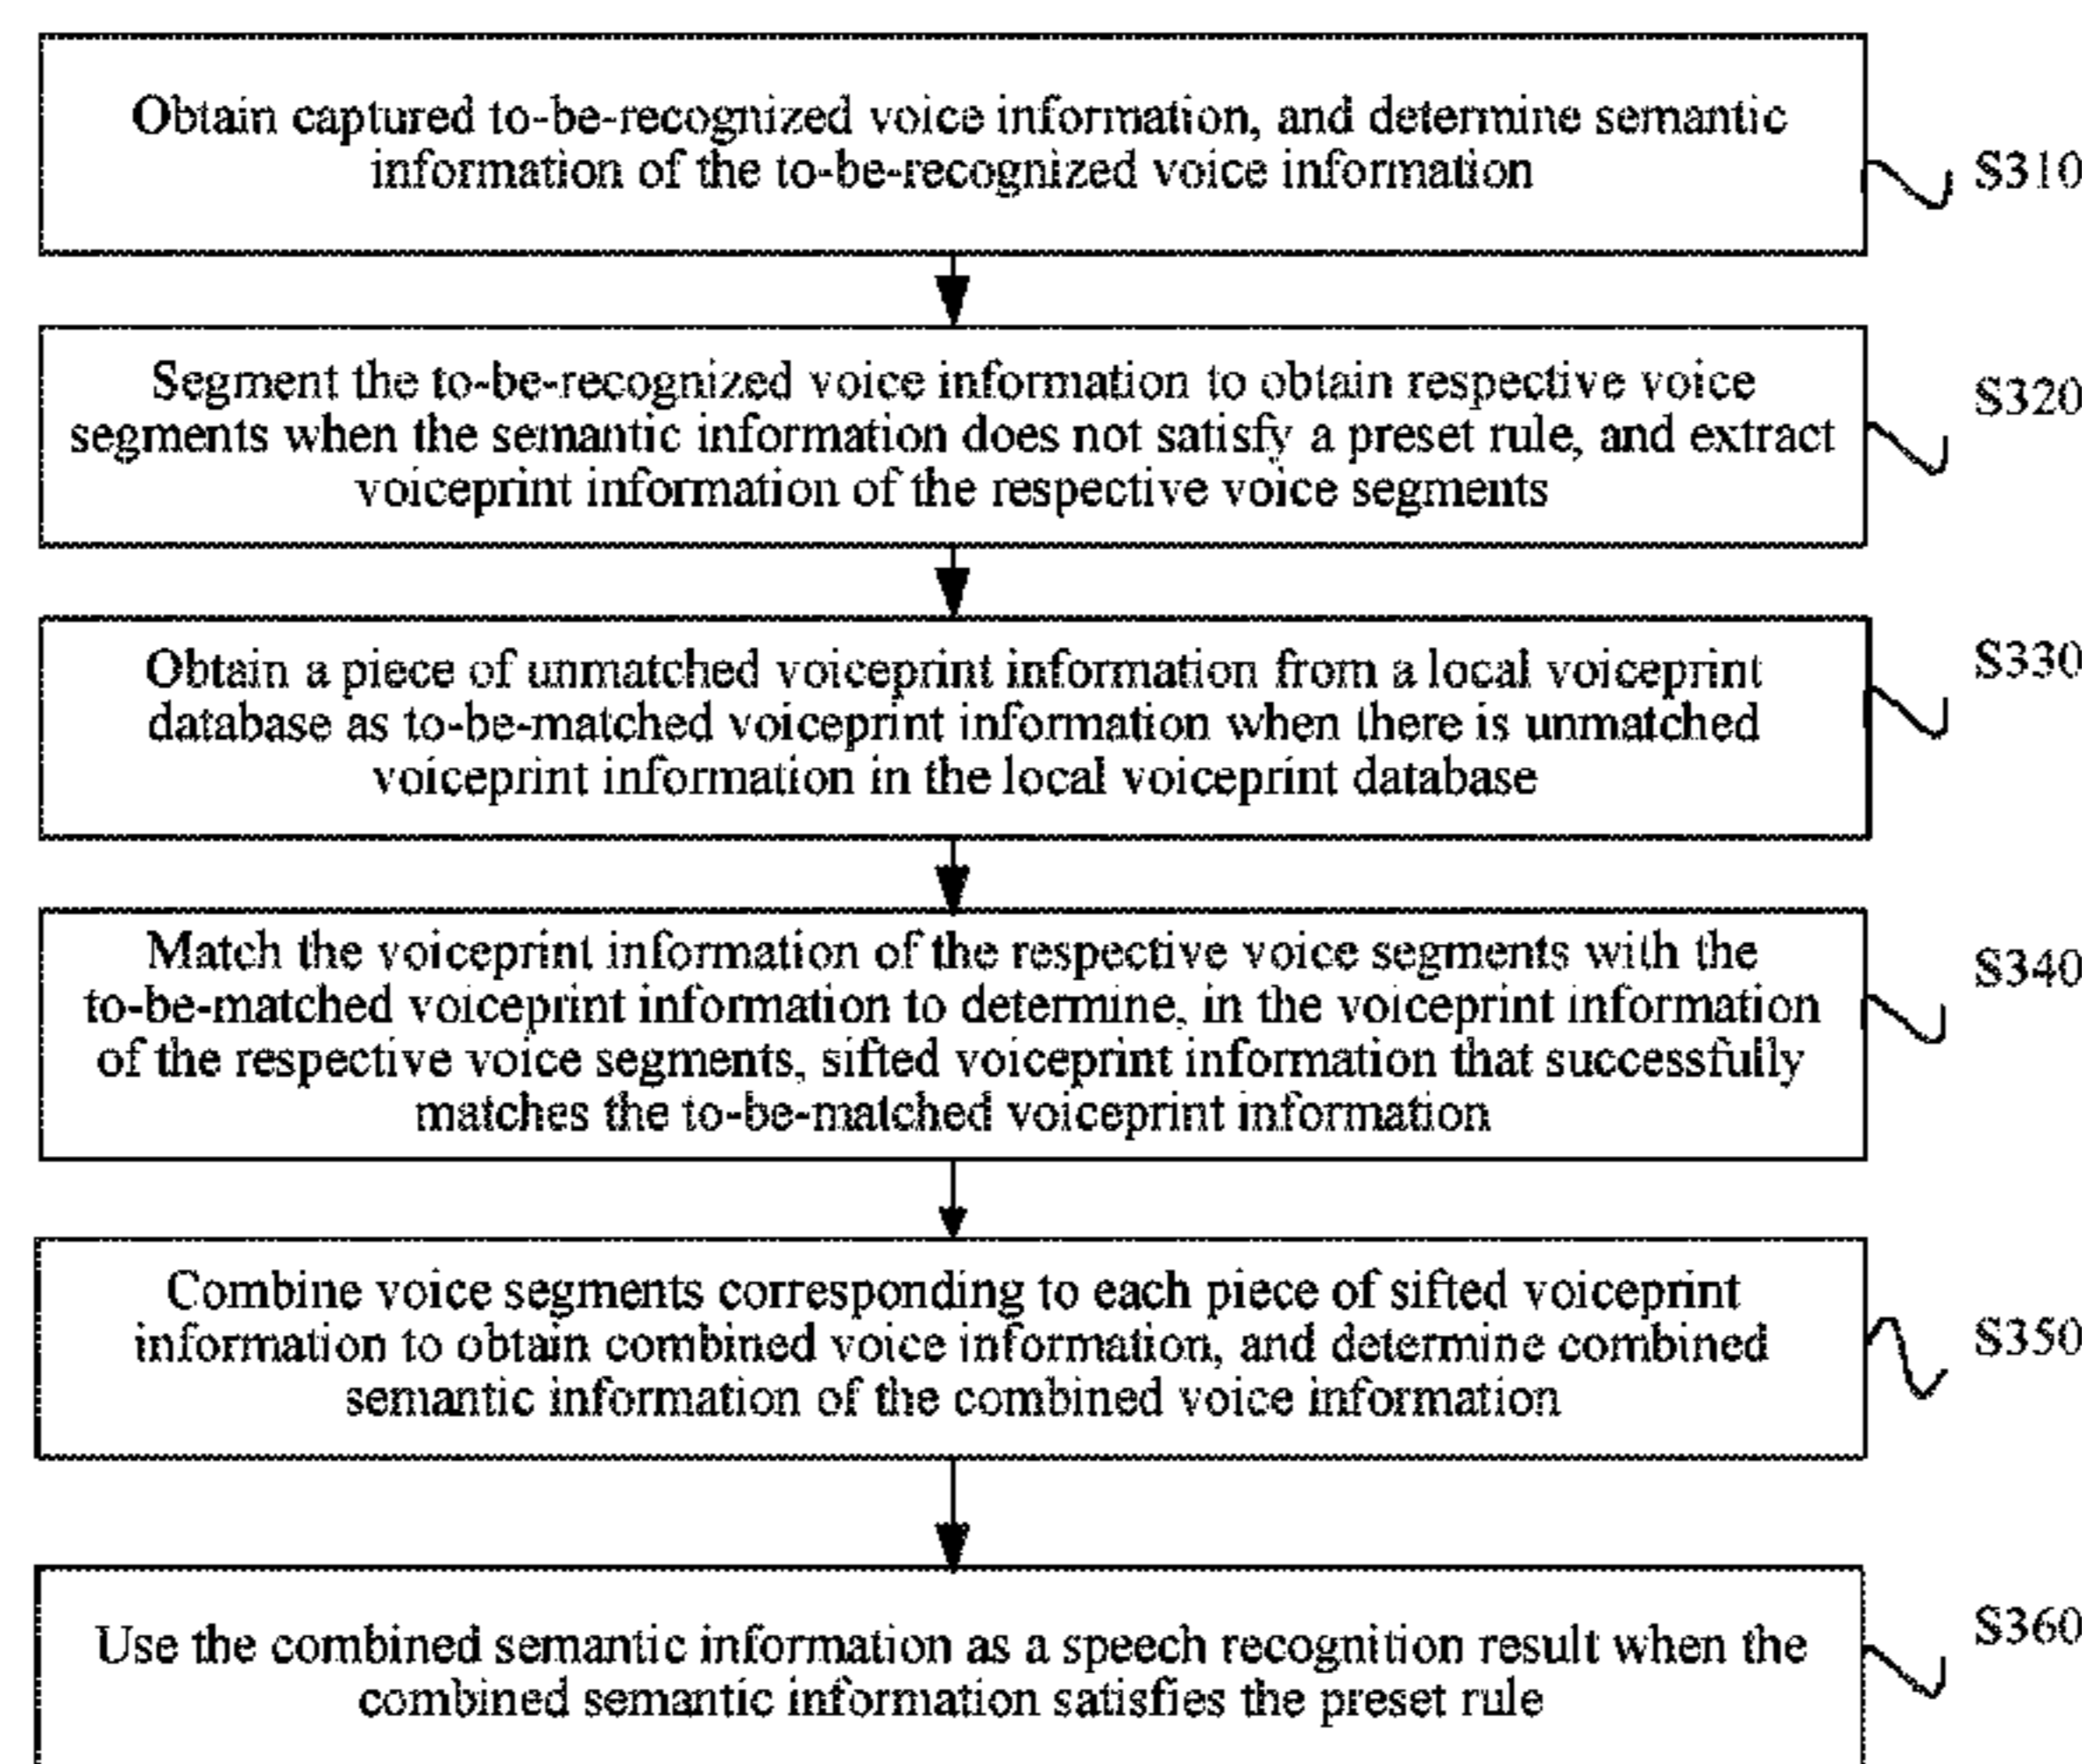 Obtain captured to-be-recognized voice information, and determine semantic
information of the to-be-recognized voice information
S310
Segment the to-be-recognized voice information to obtain respective voice
segments when the semantic information does not satisfy a preset rule, and extract
voiceprint information of the respective voice segments
S320
Obtain a piece of unmatched voiceprint information from a local voiceprint
database as to-be-matched voiceprint information when there is unmatched
voiceprint information in the local voiceprint database
S330
Match the voiceprint information of the respective voice segments with the
to-be-matched voiceprint information to determine, in the voiceprint information
of the respective voice segments, sifted voiceprint information that successfully
matches the to-be-matched voiceprint information
S340
Combine voice segments corresponding to each piece of sifted voiceprint
information to obtain combined voice information, and determine combined
semantic information of the combined voice information
S350
Use the combined semantic information as a speech recognition result when the
combined semantic information satisfies the preset rule
S360